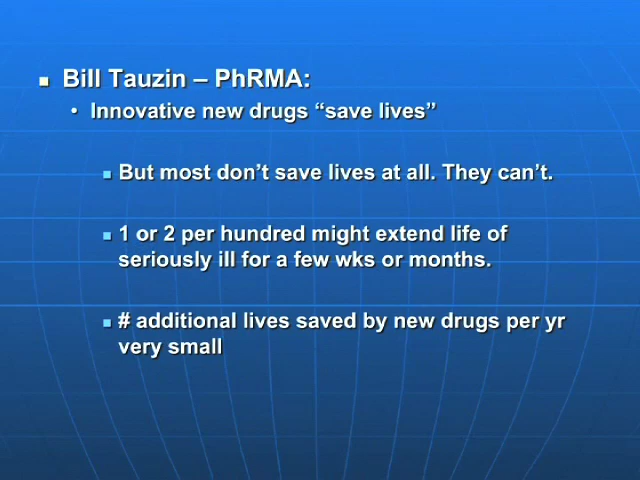 Bill Tauzin – PhRMA:
Innovative new drugs “save lives”
But most don’t save lives at all. They can’t.
1 or 2 per hundred might extend life of
seriously ill for a few wks or months.
# additional lives saved by new drugs per yr
very small